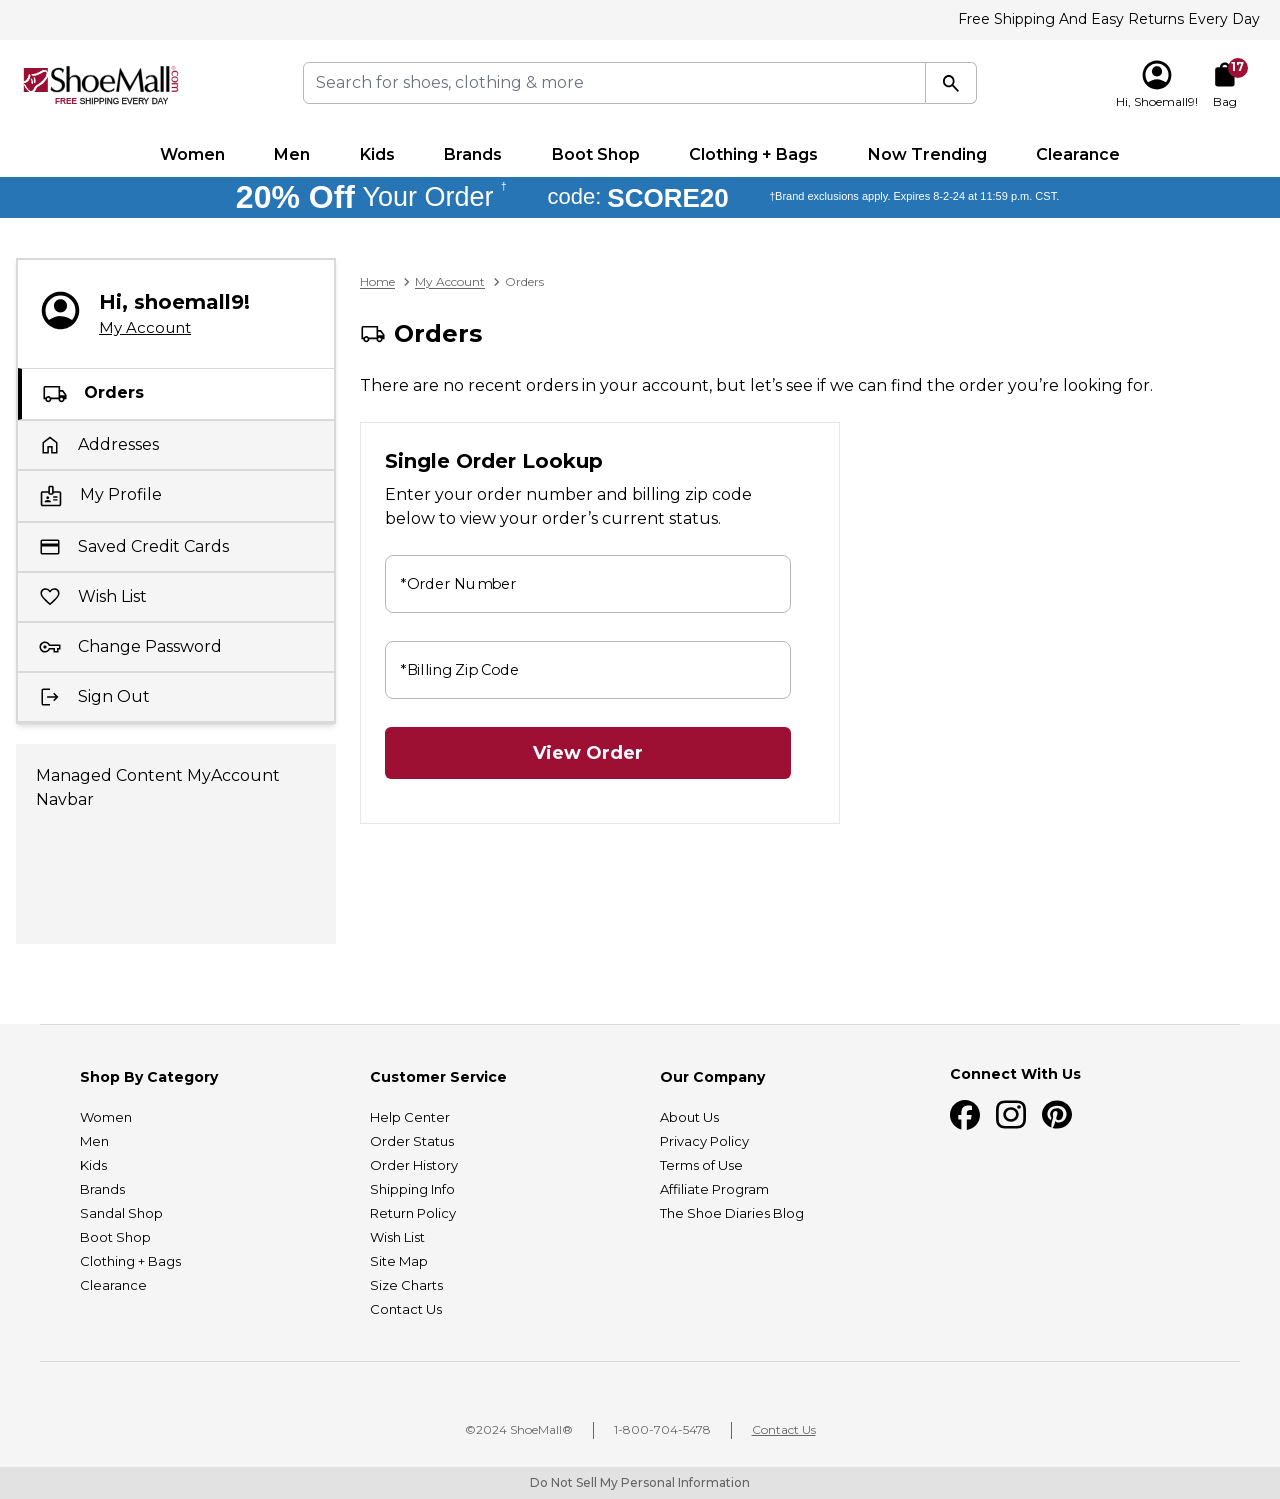 Free Shipping And Easy Returns Every Day
ShoeMall.com
FREE SHIPPING EVERY DAY
Search for shoes, clothing & more
17
Hi, Shoemall9!
Bag
Women Men Kids Brands Boot Shop Clothing + Bags Now Trending Clearance
20% Off Your Order † code: SCORE20 †Brand exclusions apply. Expires 8-2-24 at 11:59 p.m. CST.
Hi, shoemall9!
My Account
Orders
Addresses
My Profile
Saved Credit Cards
Wish List
Change Password
Sign Out
Managed Content MyAccount
Navbar
Home > My Account > Orders
Orders
There are no recent orders in your account, but let’s see if we can find the order you’re looking for.
Single Order Lookup
Enter your order number and billing zip code
below to view your order’s current status.
*Order Number
*Billing Zip Code
View Order
Shop By Category
Women
Men
Kids
Brands
Sandal Shop
Boot Shop
Clothing + Bags
Clearance
Customer Service
Help Center
Order Status
Order History
Shipping Info
Return Policy
Wish List
Site Map
Size Charts
Contact Us
Our Company
About Us
Privacy Policy
Terms of Use
Affiliate Program
The Shoe Diaries Blog
Connect With Us
©2024 ShoeMall® | 1-800-704-5478 | Contact Us
Do Not Sell My Personal Information